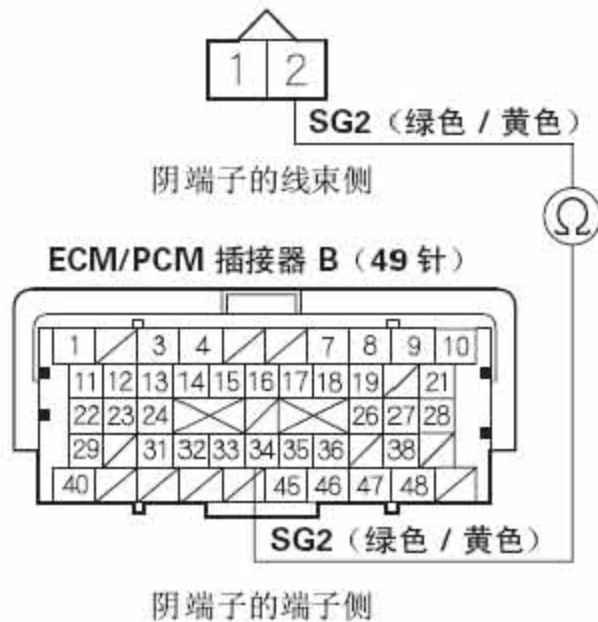 1 2
SG2（绿色 / 黄色）
阴端子的线束侧
Ω
ECM/PCM 插接器 B（49 针）
1 3 4 7 8 9 10
11 12 13 14 15 16 17 18 19 21
22 23 24 26 27 28
29 31 32 33 34 35 36 38
40 45 46 47 48
SG2（绿色 / 黄色）
阴端子的端子侧